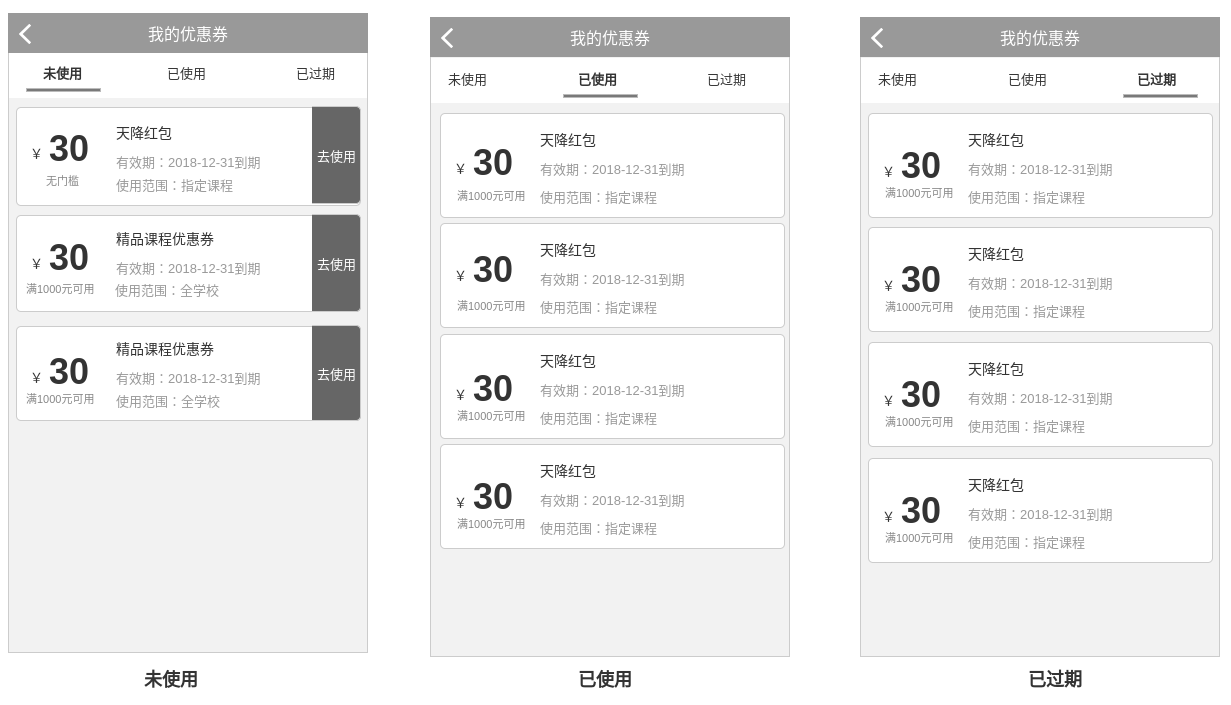 我的优惠券
未使用 已使用 已过期
¥ 30
无门槛
天降红包
有效期：2018-12-31到期
使用范围：指定课程
去使用
¥ 30
满1000元可用
精品课程优惠券
有效期：2018-12-31到期
使用范围：全学校
去使用
¥ 30
满1000元可用
精品课程优惠券
有效期：2018-12-31到期
使用范围：全学校
去使用
未使用
我的优惠券
未使用 已使用 已过期
¥ 30
满1000元可用
天降红包
有效期：2018-12-31到期
使用范围：指定课程
¥ 30
满1000元可用
天降红包
有效期：2018-12-31到期
使用范围：指定课程
¥ 30
满1000元可用
天降红包
有效期：2018-12-31到期
使用范围：指定课程
¥ 30
满1000元可用
天降红包
有效期：2018-12-31到期
使用范围：指定课程
已使用
我的优惠券
未使用 已使用 已过期
¥ 30
满1000元可用
天降红包
有效期：2018-12-31到期
使用范围：指定课程
¥ 30
满1000元可用
天降红包
有效期：2018-12-31到期
使用范围：指定课程
¥ 30
满1000元可用
天降红包
有效期：2018-12-31到期
使用范围：指定课程
¥ 30
满1000元可用
天降红包
有效期：2018-12-31到期
使用范围：指定课程
已过期